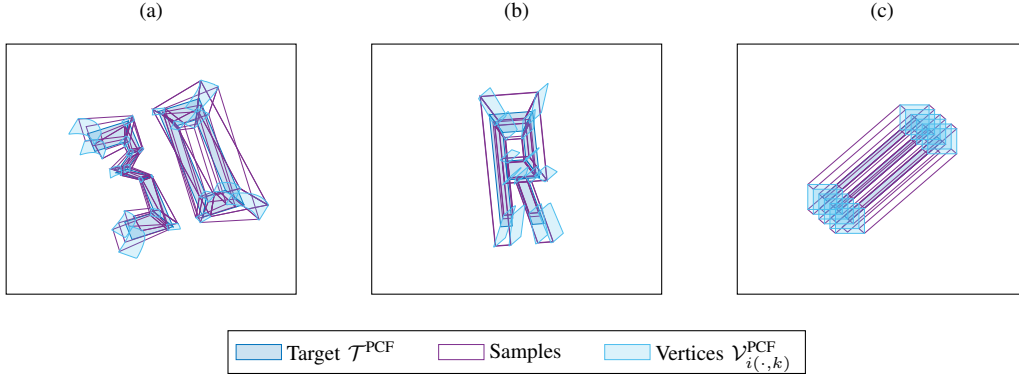 (a)
(b)
(c)
Target 𝒯^PCF
Samples
Vertices 𝒱^PCF_{i(·,k)}